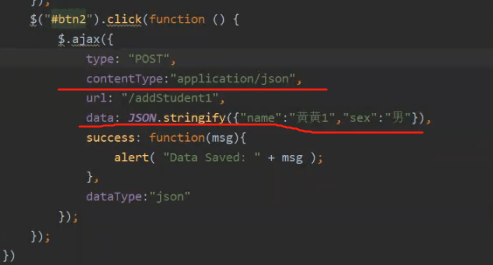 });
$("#btn2").click(function () {
$.ajax({
type: "POST",
contentType:"application/json",
url: "/addStudent1",
data: JSON.stringify({"name":"黄黄1","sex":"男"}),
success: function(msg){
alert( "Data Saved: " + msg );
},
dataType:"json"
});
});
})